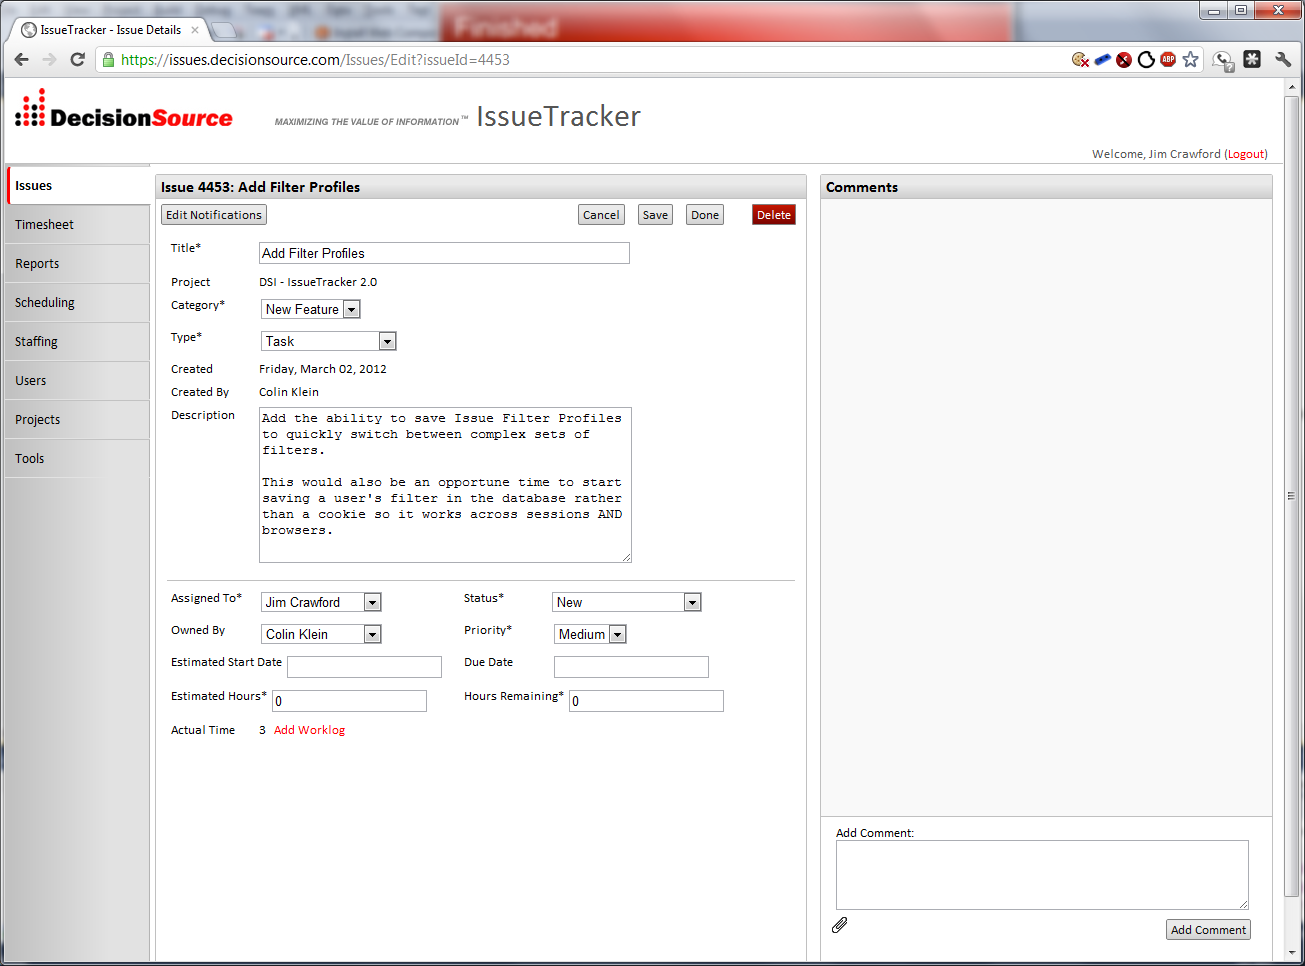 Finished
IssueTracker - Issue Details
https://issues.decisionsource.com/Issues/Edit?issueId=4453
ABP
DecisionSource
MAXIMIZING THE VALUE OF INFORMATION™ IssueTracker
Welcome, Jim Crawford (Logout)
Issues
Timesheet
Reports
Scheduling
Staffing
Users
Projects
Tools
Issue 4453: Add Filter Profiles
Edit Notifications Cancel Save Done Delete
Title* Add Filter Profiles
Project DSI - IssueTracker 2.0
Category* New Feature
Type* Task
Created Friday, March 02, 2012
Created By Colin Klein
Description Add the ability to save Issue Filter Profiles
to quickly switch between complex sets of
filters.
This would also be an opportune time to start
saving a user's filter in the database rather
than a cookie so it works across sessions AND
browsers.
Assigned To* Jim Crawford Status* New
Owned By Colin Klein Priority* Medium
Estimated Start Date Due Date
Estimated Hours* 0 Hours Remaining* 0
Actual Time 3 Add Worklog
Comments
Add Comment:
Add Comment